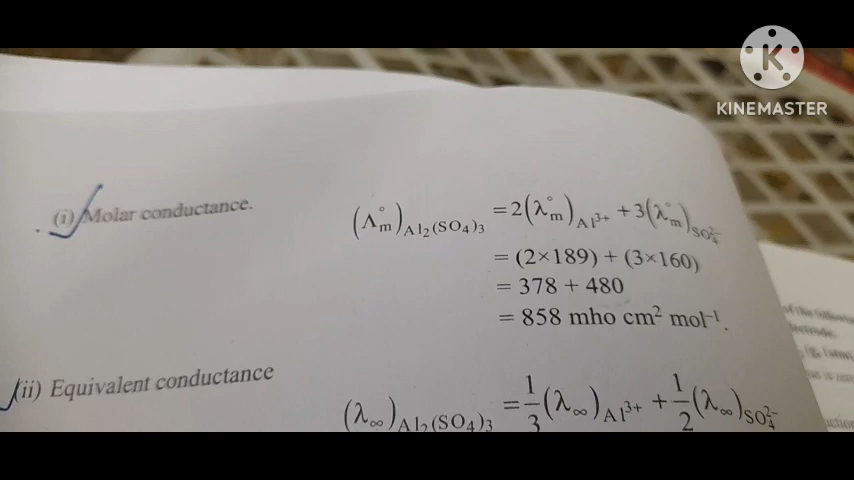 KINEMASTER
(i) Molar conductance.
(Λ°m)Al2(SO4)3 = 2(λ°m)Al³⁺ + 3(λ°m)SO4²⁻
= (2×189) + (3×160)
= 378 + 480
= 858 mho cm² mol⁻¹.
(ii) Equivalent conductance
(λ∞)Al2(SO4)3 = 1/3(λ∞)Al³⁺ + 1/2(λ∞)SO4²⁻